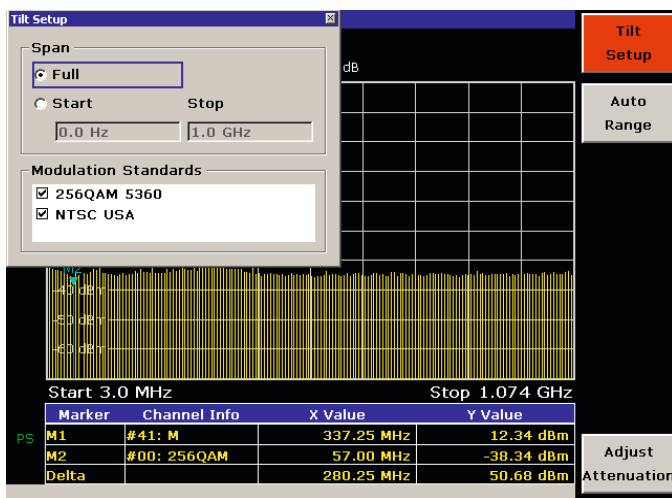 Tilt Setup
Span
Full
Start Stop
0.0 Hz 1.0 GHz
Modulation Standards
256QAM 5360
NTSC USA
dB
M2
-40 dBm
-50 dBm
-60 dBm
Start 3.0 MHz Stop 1.074 GHz
Marker Channel Info X Value Y Value
M1 #41: M 337.25 MHz 12.34 dBm
M2 #00: 256QAM 57.00 MHz -38.34 dBm
Delta 280.25 MHz 50.68 dBm
PS
Tilt
Setup
Auto
Range
Adjust
Attenuation